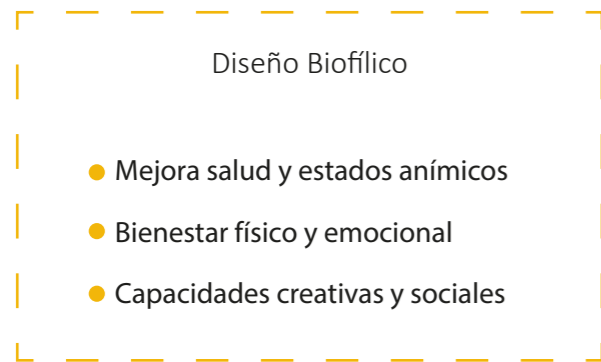 Diseño Biofílico
Mejora salud y estados anímicos
Bienestar físico y emocional
Capacidades creativas y sociales